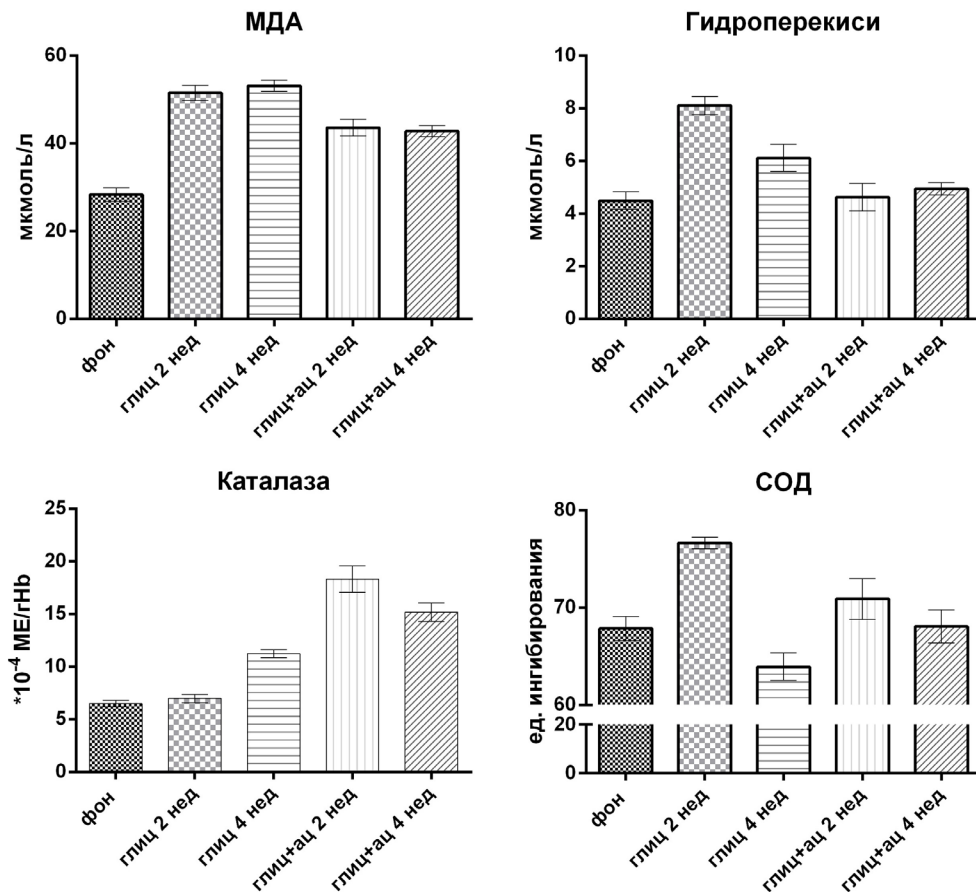 МДА
мкмоль/л
60
40
20
0
фон
глиц 2 нед
глиц 4 нед
глиц+ац 2 нед
глиц+ац 4 нед
Гидроперекиси
мкмоль/л
10
8
6
4
2
0
фон
глиц 2 нед
глиц 4 нед
глиц+ац 2 нед
глиц+ац 4 нед
Каталаза
*10⁻⁴ МЕ/гHb
25
20
15
10
5
0
фон
глиц 2 нед
глиц 4 нед
глиц+ац 2 нед
глиц+ац 4 нед
СОД
ед. ингибирования
80
70
60
20
0
фон
глиц 2 нед
глиц 4 нед
глиц+ац 2 нед
глиц+ац 4 нед